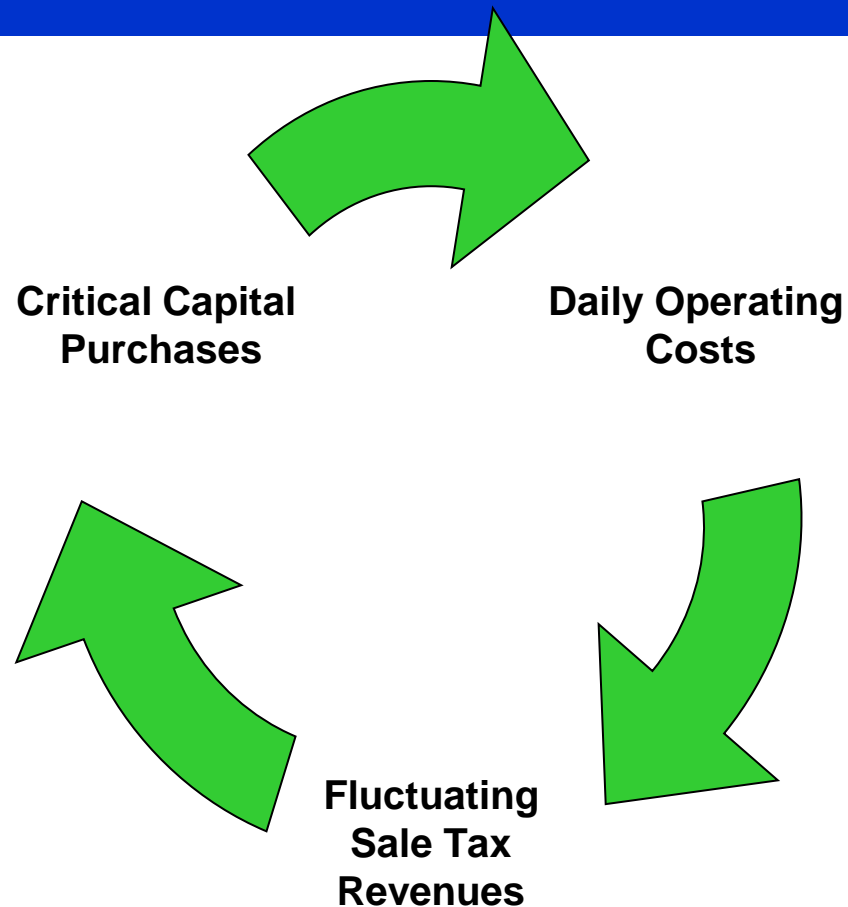 Critical Capital
Purchases
Daily Operating
Costs
Fluctuating
Sale Tax
Revenues